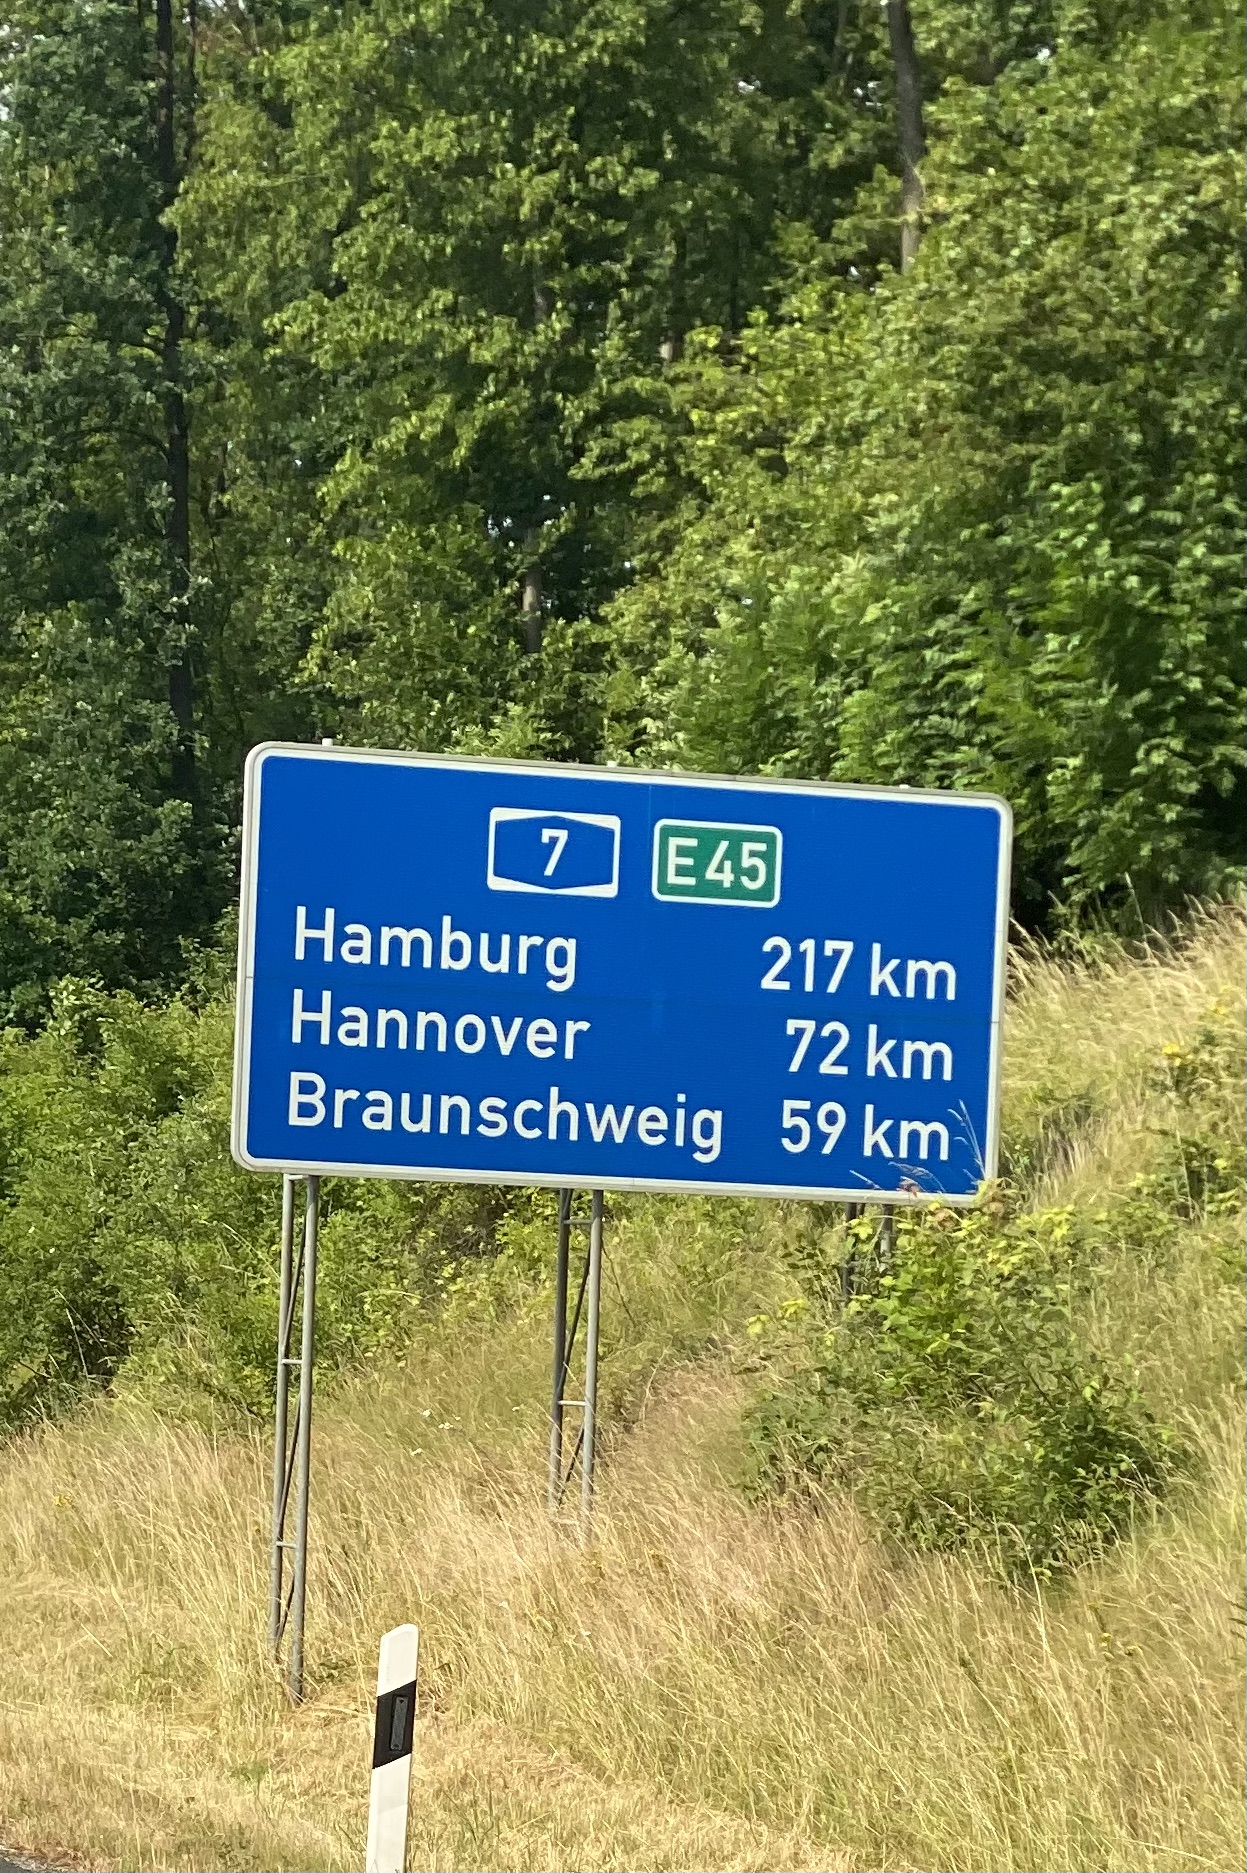 7 E45
Hamburg 217 km
Hannover 72 km
Braunschweig 59 km